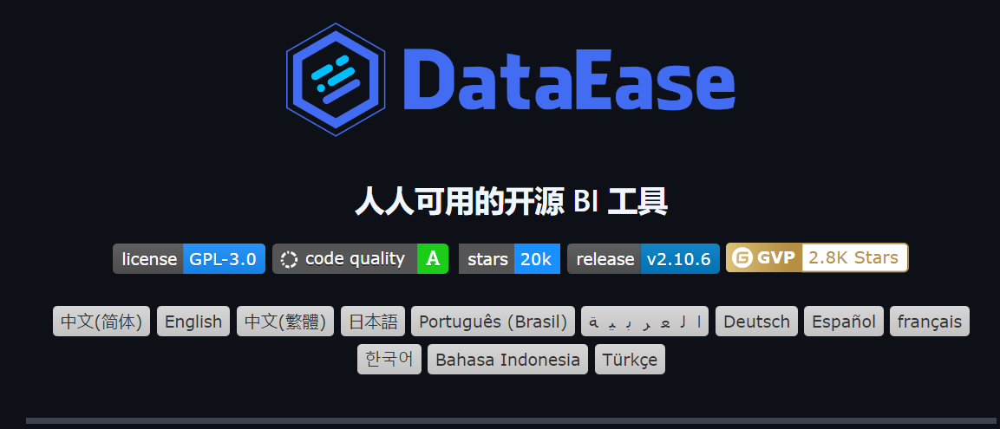 DataEase
人人可用的开源 BI 工具
license GPL-3.0 code quality A stars 20k release v2.10.6 G GVP 2.8K Stars
中文(简体) English 中文(繁體) 日本語 Português (Brasil) العربية Deutsch Español français
한국어 Bahasa Indonesia Türkçe